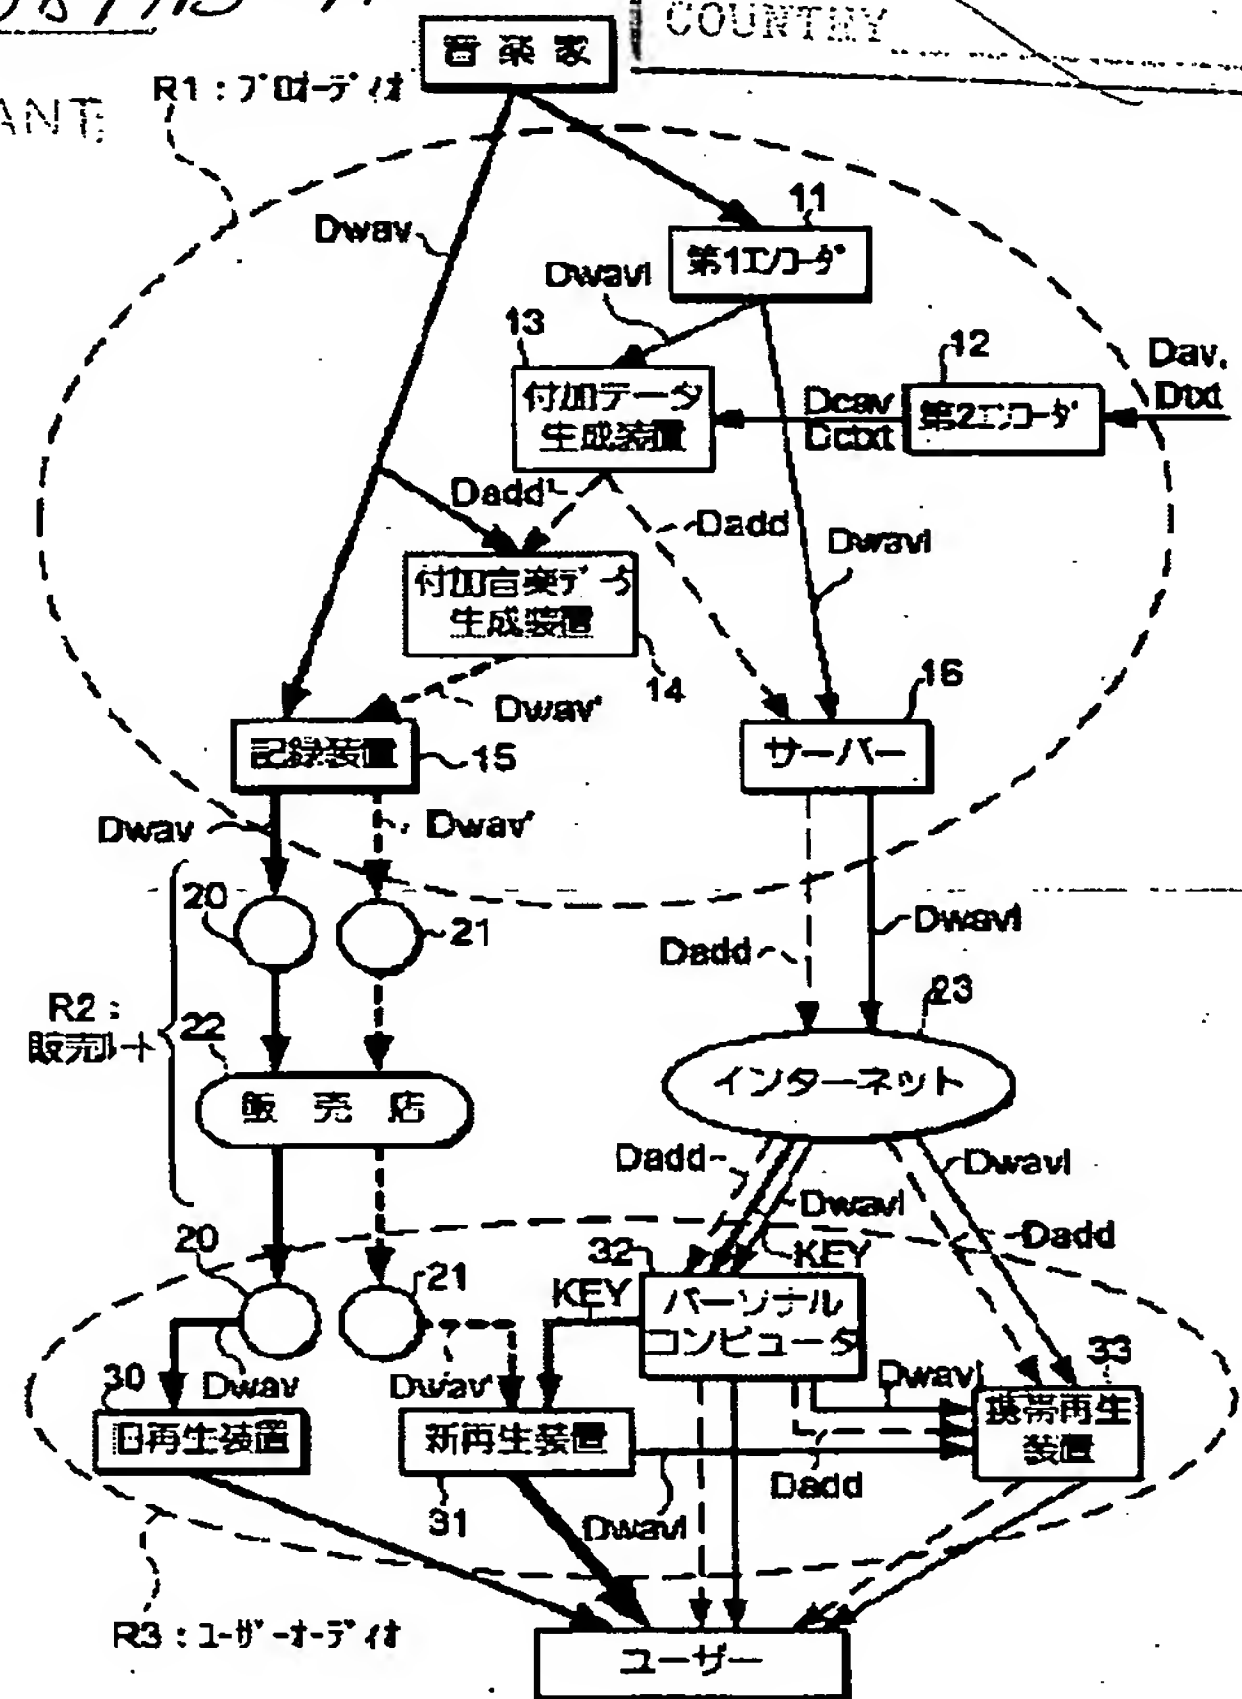 COUNTRY
ANT
音楽家
R1：プロオーディオ
Dwav
11
第1エンコーダ
Dwavl
13
付加データ
生成装置
Dcav
Dctxt
12
第2エンコーダ
Dav.
Dtxt
Dadd'
Dadd
Dwavl
付加音楽データ
生成装置
14
Dwav'
16
記録装置
15
サーバー
Dwav
Dwav'
20
21
Dwavl
Dadd
23
R2：
販売ルート
22
インターネット
販売店
Dadd
Dwavl
Dwavl
KEY
Dadd
20
21
32
KEY
パーソナル
コンピュータ
33
Dwav
Dwav'
Dwavl
30
旧再生装置
新再生装置
携帯再生
装置
31
Dwavl
Dadd
R3：ユーザーオーディオ
ユーザー